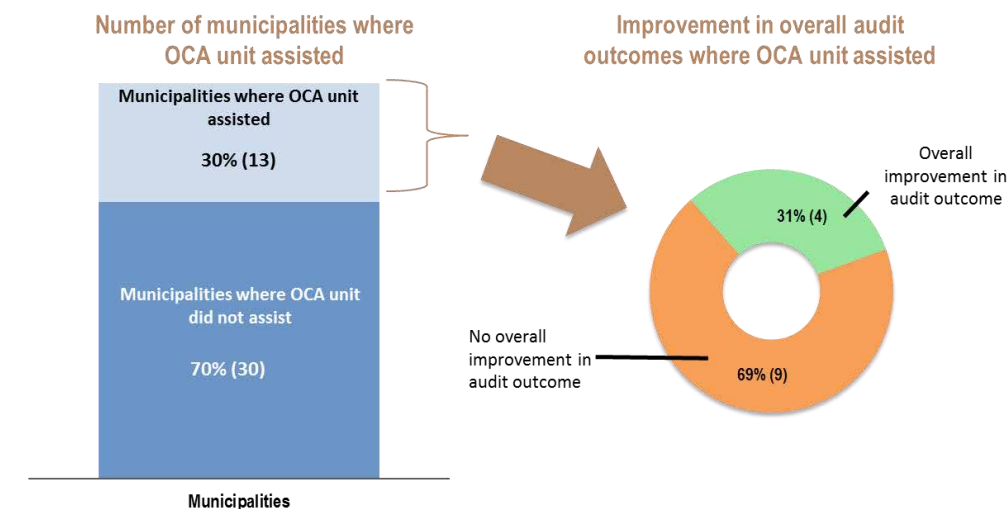 Number of municipalities where
OCA unit assisted
Municipalities where OCA unit
assisted
30% (13)
Municipalities where OCA unit
did not assist
70% (30)
Municipalities
Improvement in overall audit
outcomes where OCA unit assisted
Overall
improvement in
audit outcome
31% (4)
No overall
improvement in
audit outcome
69% (9)